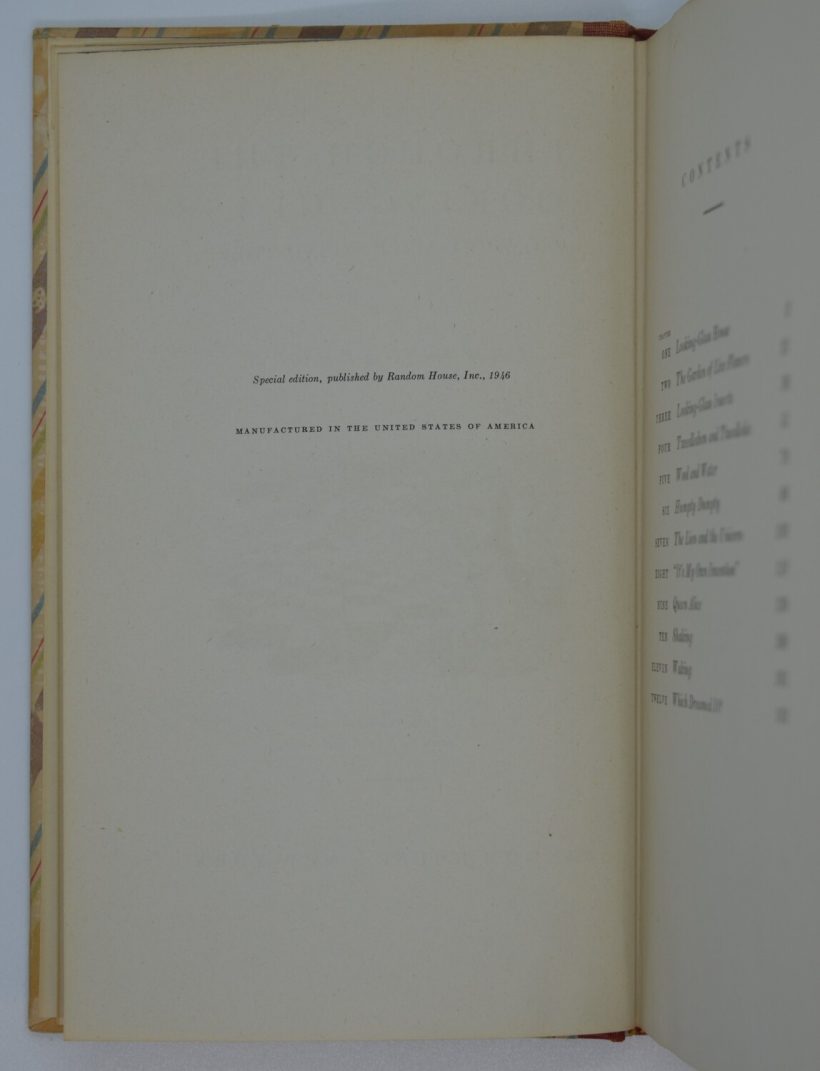 Special edition, published by Random House, Inc., 1946
MANUFACTURED IN THE UNITED STATES OF AMERICA
CONTENTS
CHAPTER
ONE Looking-Glass House
TWO The Garden of Live Flowers
THREE Looking-Glass Insects
FOUR Tweedledum and Tweedledee
FIVE Wool and Water
SIX Humpty Dumpty
SEVEN The Lion and the Unicorn
EIGHT "It's My Own Invention"
NINE Queen Alice
TEN Shaking
ELEVEN Waking
TWELVE Which Dreamed It?